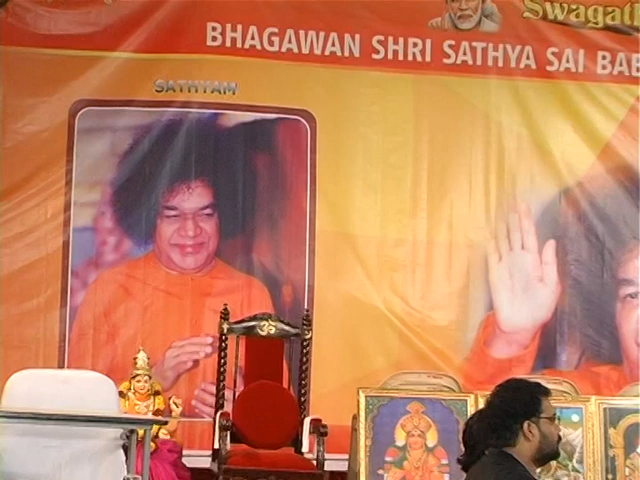 Swagat
BHAGAWAN SHRI SATHYA SAI BAB
SATHYAM
ॐ